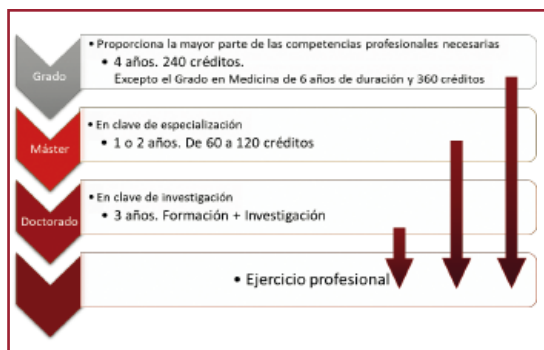 • Proporciona la mayor parte de las competencias profesionales necesarias
Grado
• 4 años. 240 créditos.
Excepto el Grado en Medicina de 6 años de duración y 360 créditos
• En clave de especialización
Máster
• 1 o 2 años. De 60 a 120 créditos
• En clave de investigación
Doctorado
• 3 años. Formación + Investigación
• Ejercicio profesional